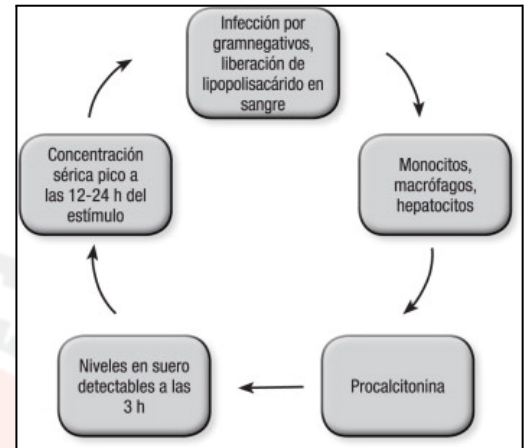 Infección por
gramnegativos,
liberación de
lipopolisacárido en
sangre
Monocitos,
macrófagos,
hepatocitos
Procalcitonina
Niveles en suero
detectables a las
3 h
Concentración
sérica pico a
las 12-24 h del
estímulo